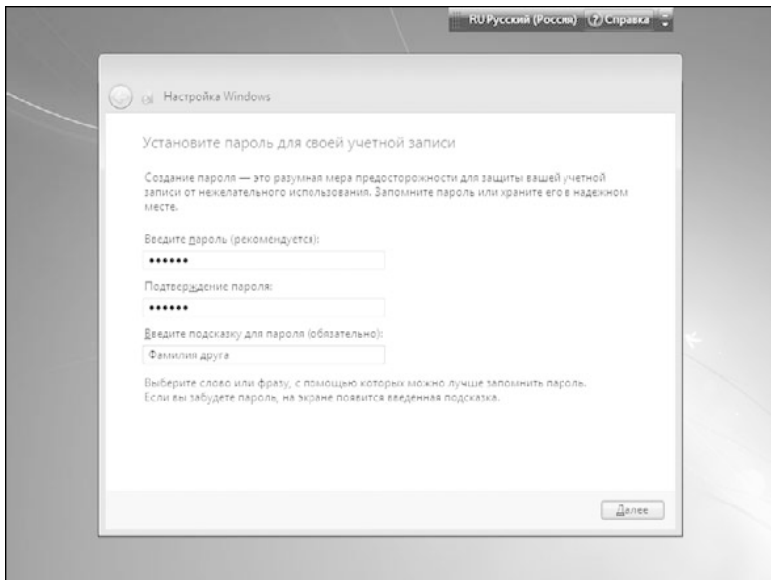 RU Русский (Россия) ? Справка
Настройка Windows
Установите пароль для своей учетной записи
Создание пароля — это разумная мера предосторожности для защиты вашей учетной
записи от нежелательного использования. Запомните пароль или храните его в надежном
месте.
Введите пароль (рекомендуется):
••••••
Подтверждение пароля:
••••••
Введите подсказку для пароля (обязательно):
Фамилия друга
Выберите слово или фразу, с помощью которых можно лучше запомнить пароль.
Если вы забудете пароль, на экране появится введенная подсказка.
Далее